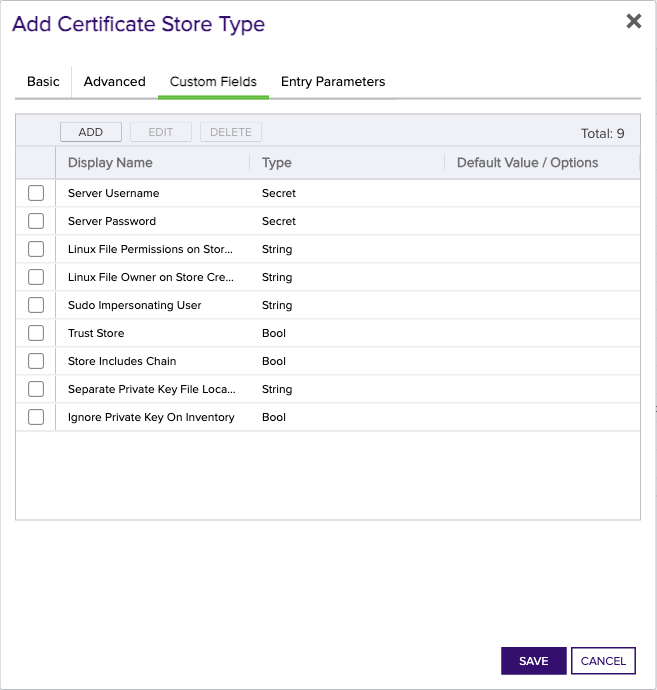 Add Certificate Store Type
Basic Advanced Custom Fields Entry Parameters
ADD EDIT DELETE Total: 9
Display Name Type Default Value / Options
Server Username Secret
Server Password Secret
Linux File Permissions on Stor... String
Linux File Owner on Store Cre... String
Sudo Impersonating User String
Trust Store Bool
Store Includes Chain Bool
Separate Private Key File Loca... String
Ignore Private Key On Inventory Bool
SAVE CANCEL